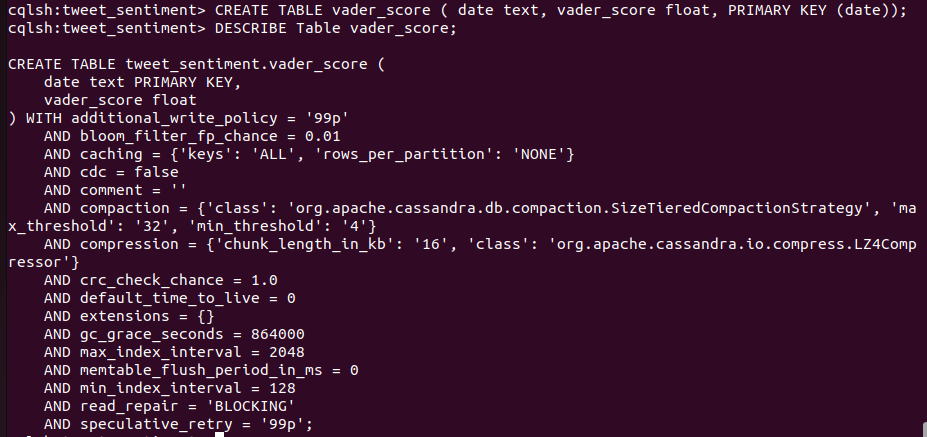 cqlsh:tweet_sentiment> CREATE TABLE vader_score ( date text, vader_score float, PRIMARY KEY (date));
cqlsh:tweet_sentiment> DESCRIBE Table vader_score;
CREATE TABLE tweet_sentiment.vader_score (
    date text PRIMARY KEY,
    vader_score float
) WITH additional_write_policy = '99p'
    AND bloom_filter_fp_chance = 0.01
    AND caching = {'keys': 'ALL', 'rows_per_partition': 'NONE'}
    AND cdc = false
    AND comment = ''
    AND compaction = {'class': 'org.apache.cassandra.db.compaction.SizeTieredCompactionStrategy', 'ma
x_threshold': '32', 'min_threshold': '4'}
    AND compression = {'chunk_length_in_kb': '16', 'class': 'org.apache.cassandra.io.compress.LZ4Comp
ressor'}
    AND crc_check_chance = 1.0
    AND default_time_to_live = 0
    AND extensions = {}
    AND gc_grace_seconds = 864000
    AND max_index_interval = 2048
    AND memtable_flush_period_in_ms = 0
    AND min_index_interval = 128
    AND read_repair = 'BLOCKING'
    AND speculative_retry = '99p';